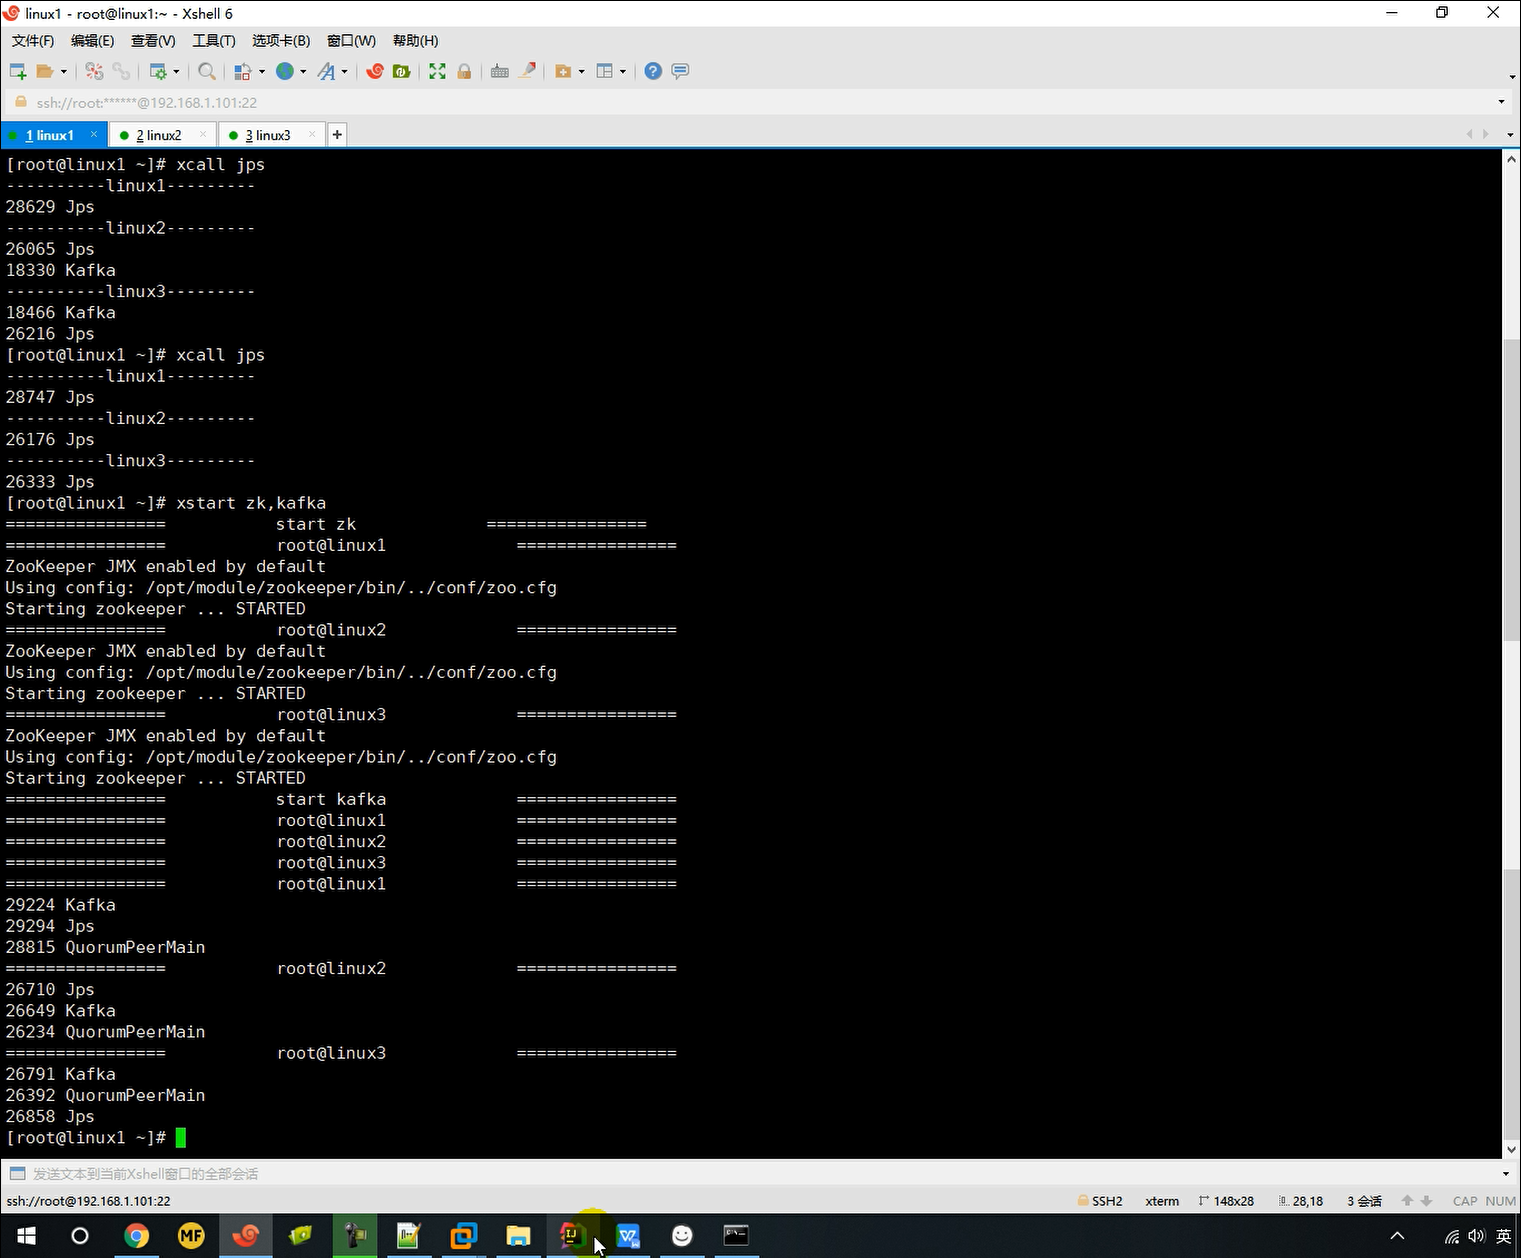 linux1 - root@linux1:~ - Xshell 6
文件(F) 编辑(E) 查看(V) 工具(T) 选项卡(B) 窗口(W) 帮助(H)
ssh://root:******@192.168.1.101:22
1 linux1 × 2 linux2 × 3 linux3 × +
[root@linux1 ~]# xcall jps
----------linux1---------
28629 Jps
----------linux2---------
26065 Jps
18330 Kafka
----------linux3---------
18466 Kafka
26216 Jps
[root@linux1 ~]# xcall jps
----------linux1---------
28747 Jps
----------linux2---------
26176 Jps
----------linux3---------
26333 Jps
[root@linux1 ~]# xstart zk,kafka
================ start zk ================
================ root@linux1 ================
ZooKeeper JMX enabled by default
Using config: /opt/module/zookeeper/bin/../conf/zoo.cfg
Starting zookeeper ... STARTED
================ root@linux2 ================
ZooKeeper JMX enabled by default
Using config: /opt/module/zookeeper/bin/../conf/zoo.cfg
Starting zookeeper ... STARTED
================ root@linux3 ================
ZooKeeper JMX enabled by default
Using config: /opt/module/zookeeper/bin/../conf/zoo.cfg
Starting zookeeper ... STARTED
================ start kafka ================
================ root@linux1 ================
================ root@linux2 ================
================ root@linux3 ================
================ root@linux1 ================
29224 Kafka
29294 Jps
28815 QuorumPeerMain
================ root@linux2 ================
26710 Jps
26649 Kafka
26234 QuorumPeerMain
================ root@linux3 ================
26791 Kafka
26392 QuorumPeerMain
26858 Jps
[root@linux1 ~]#
发送文本到当前Xshell窗口的全部会话
ssh://root@192.168.1.101:22 SSH2 xterm 148x28 28,18 3 会话 CAP NUM
MF IJ 英